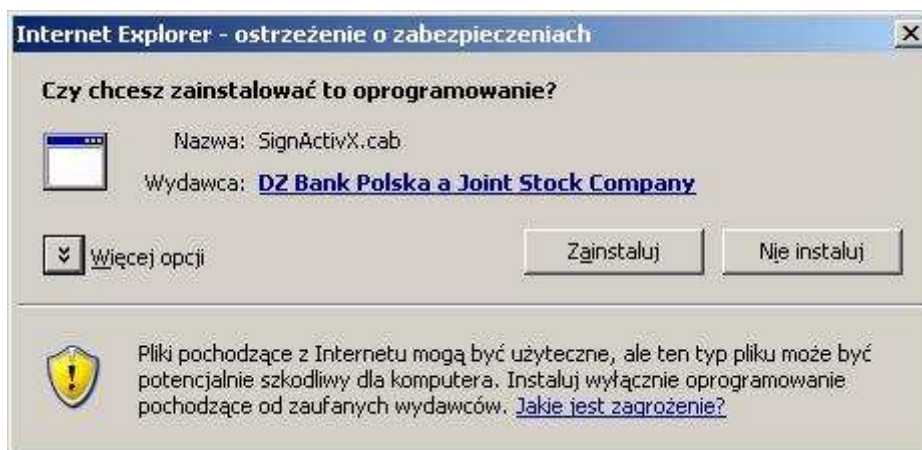 Internet Explorer - ostrzeżenie o zabezpieczeniach
Czy chcesz zainstalować to oprogramowanie?
Nazwa: SignActivX.cab
Wydawca: DZ Bank Polska a Joint Stock Company
Więcej opcji
Zainstaluj
Nie instaluj
Pliki pochodzące z Internetu mogą być użyteczne, ale ten typ pliku może być
potencjalnie szkodliwy dla komputera. Instaluj wyłącznie oprogramowanie
pochodzące od zaufanych wydawców. Jakie jest zagrożenie?